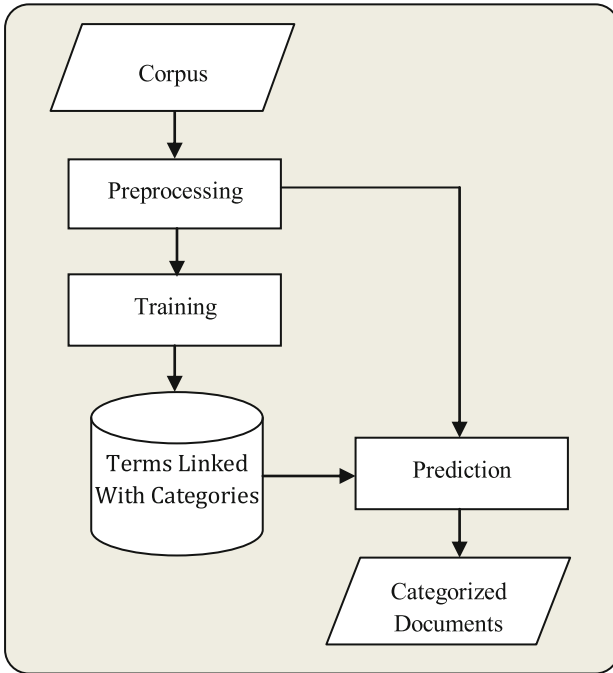 Corpus
Preprocessing
Training
Terms Linked
With Categories
Prediction
Categorized
Documents